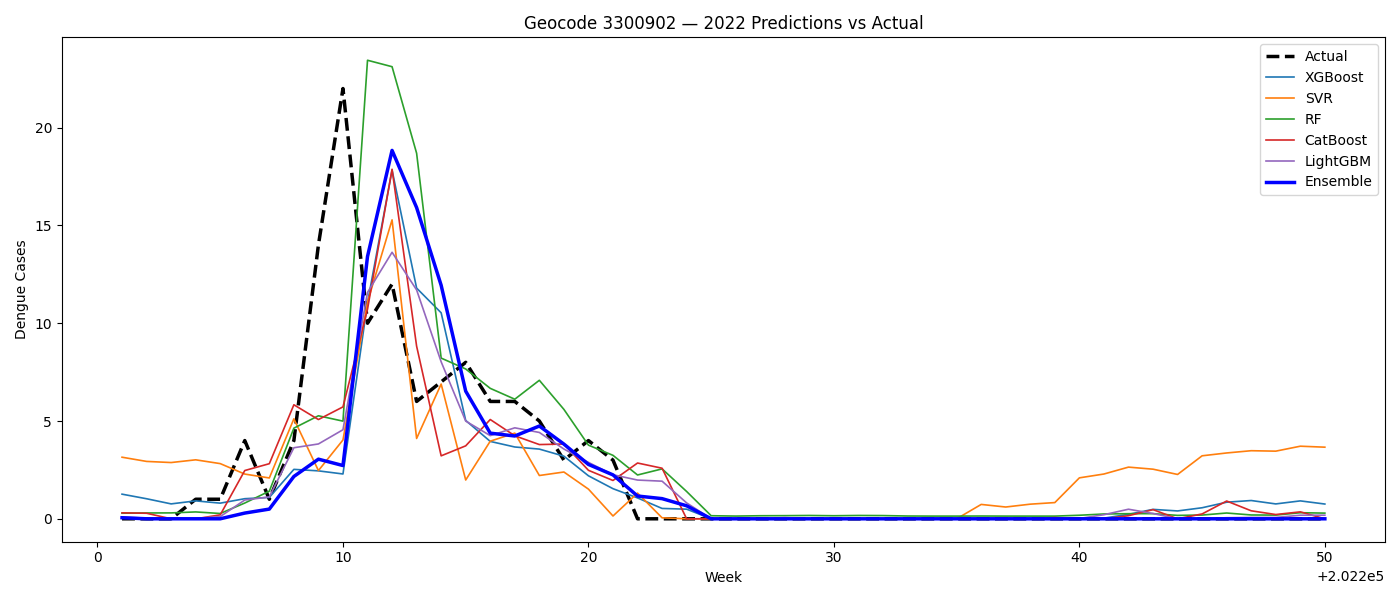 Geocode 3300902 — 2022 Predictions vs Actual
Dengue Cases
20
15
10
5
0
Actual
XGBoost
SVR
RF
CatBoost
LightGBM
Ensemble
0 10 20 30 40 50
Week
+2.022e5